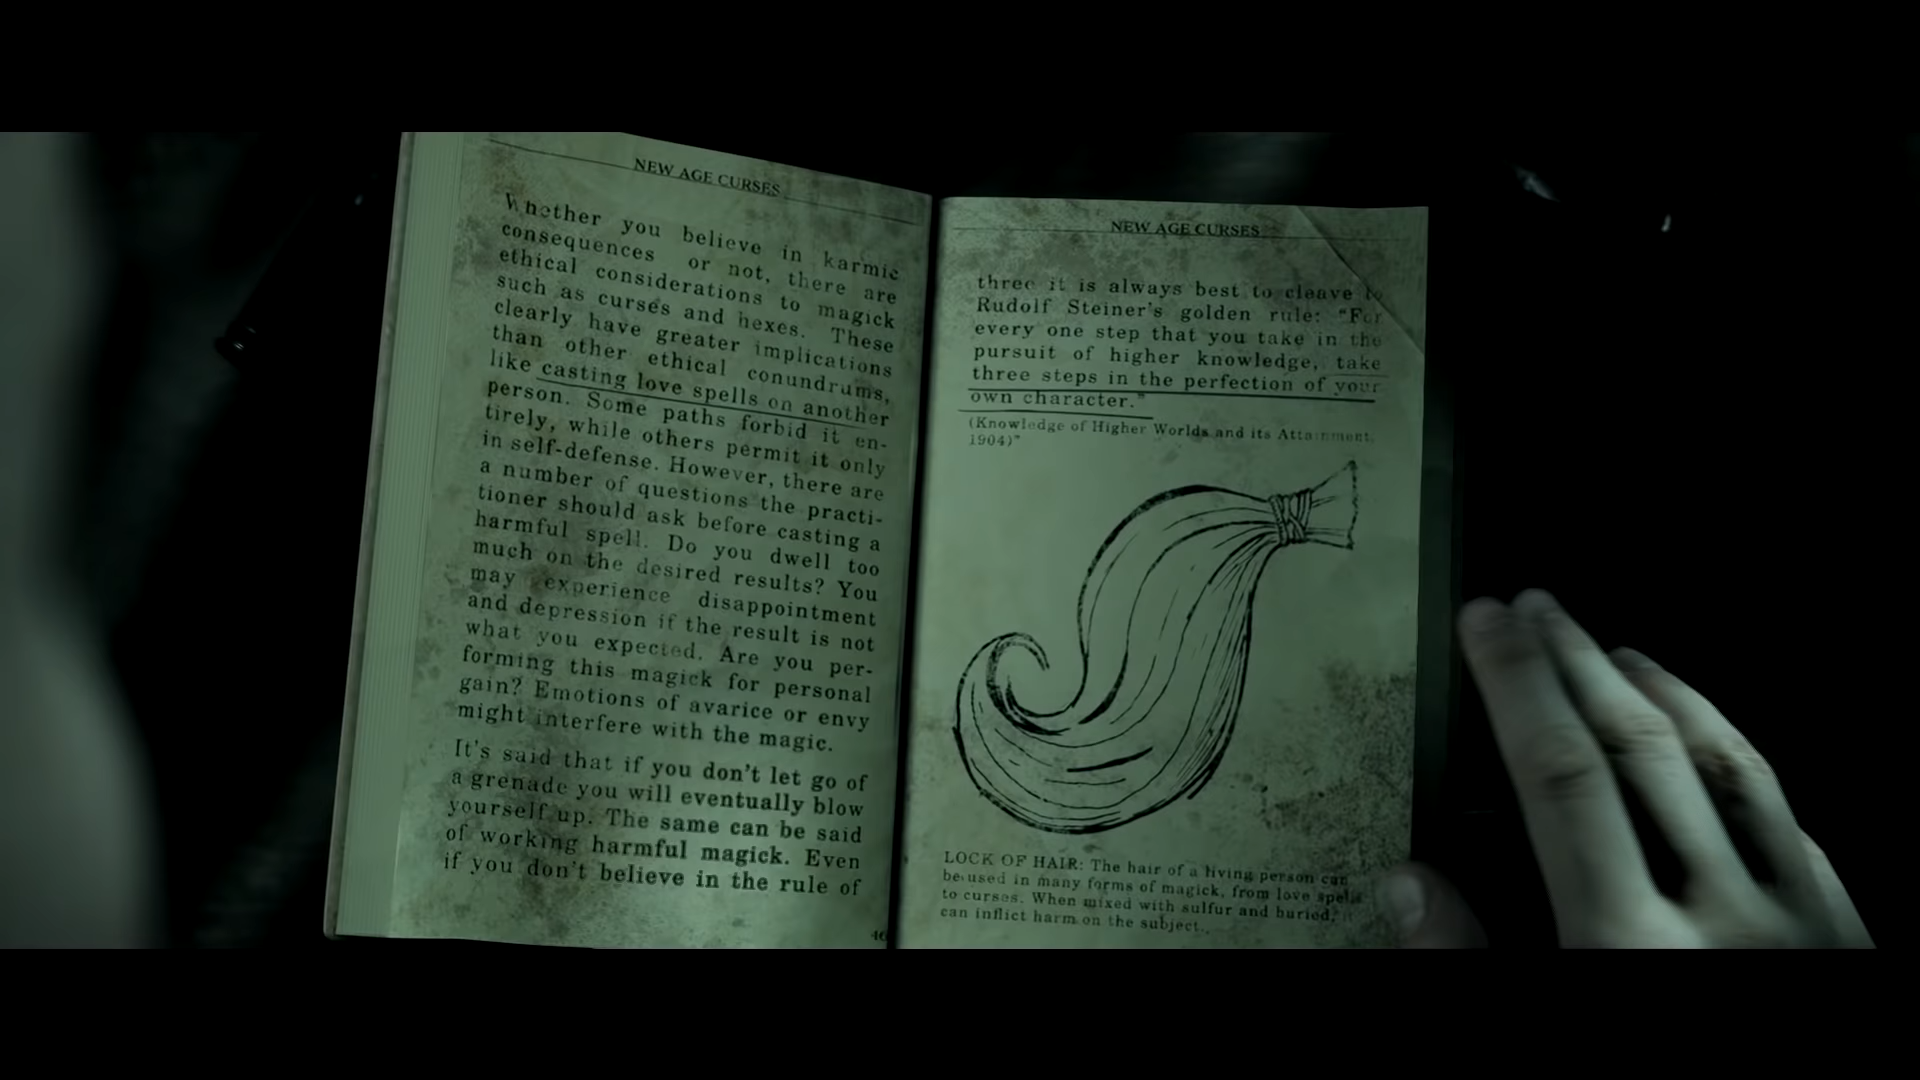 NEW AGE CURSES
Whether you believe in karmic
consequences or not, there are
ethical considerations to magick
such as curses and hexes. These
clearly have greater implications
than other ethical conundrums,
like casting love spells on another
person. Some paths forbid it en-
tirely, while others permit it only
in self-defense. However, there are
a number of questions the practi-
tioner should ask before casting a
harmful spell. Do you dwell too
much on the desired results? You
may experience disappointment
and depression if the result is not
what you expected. Are you per-
forming this magick for personal
gain? Emotions of avarice or envy
might interfere with the magic.
It's said that if you don't let go of
a grenade you will eventually blow
yourself up. The same can be said
of working harmful magick. Even
if you don't believe in the rule of
NEW AGE CURSES
three it is always best to cleave to
Rudolf Steiner's golden rule: "For
every one step that you take in the
pursuit of higher knowledge, take
three steps in the perfection of your
own character."
(Knowledge of Higher Worlds and its Attainment,
1904)"
LOCK OF HAIR: The hair of a living person can
be used in many forms of magick, from love spells
to curses. When mixed with sulfur and buried, it
can inflict harm on the subject.